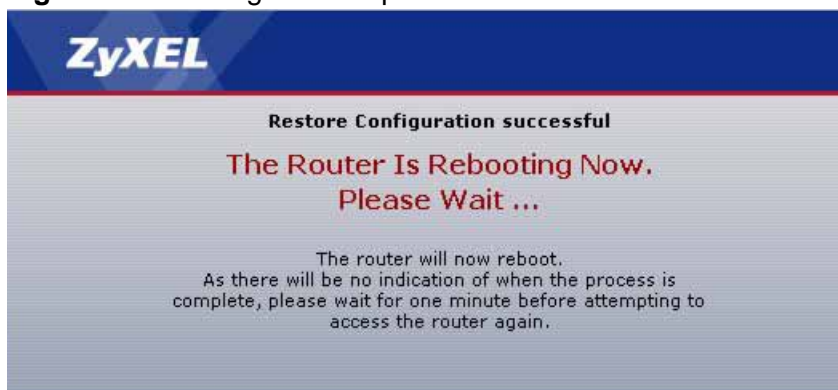 ZyXEL
Restore Configuration successful
The Router Is Rebooting Now.
Please Wait ...
The router will now reboot.
As there will be no indication of when the process is
complete, please wait for one minute before attempting to
access the router again.